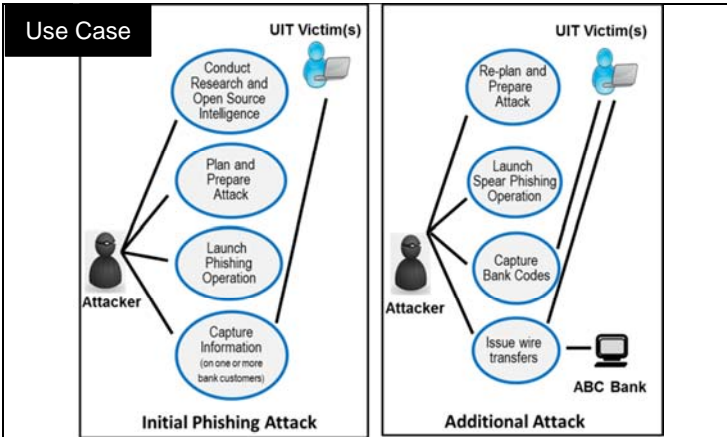 Use Case
UIT Victim(s)
Conduct
Research and
Open Source
Intelligence
Plan and
Prepare
Attack
Launch
Phishing
Operation
Attacker
Capture
Information
(on one or more
bank customers)
Initial Phishing Attack
UIT Victim(s)
Re-plan and
Prepare
Attack
Launch
Spear Phishing
Operation
Capture
Bank Codes
Attacker
Issue wire
transfers
ABC Bank
Additional Attack